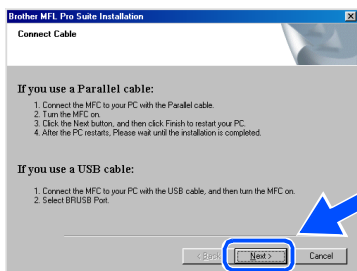 Brother MFL Pro Suite Installation
Connect Cable
If you use a Parallel cable:
1. Connect the MFC to your PC with the Parallel cable.
2. Turn the MFC on.
3. Click the Next button, and then click Finish to restart your PC.
4. After the PC restarts, Please wait until the installation is completed.
If you use a USB cable:
1. Connect the MFC to your PC with the USB cable, and then turn the MFC on.
2. Select BRUSB Port.
< Back Next > Cancel